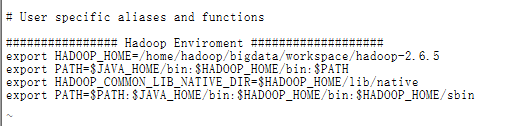 # User specific aliases and functions
################ Hadoop Enviroment ###################
export HADOOP_HOME=/home/hadoop/bigdata/workspace/hadoop-2.6.5
export PATH=$JAVA_HOME/bin:$HADOOP_HOME/bin:$PATH
export HADOOP_COMMON_LIB_NATIVE_DIR=$HADOOP_HOME/lib/native
export PATH=$PATH:$JAVA_HOME/bin:$HADOOP_HOME/bin:$HADOOP_HOME/sbin
~